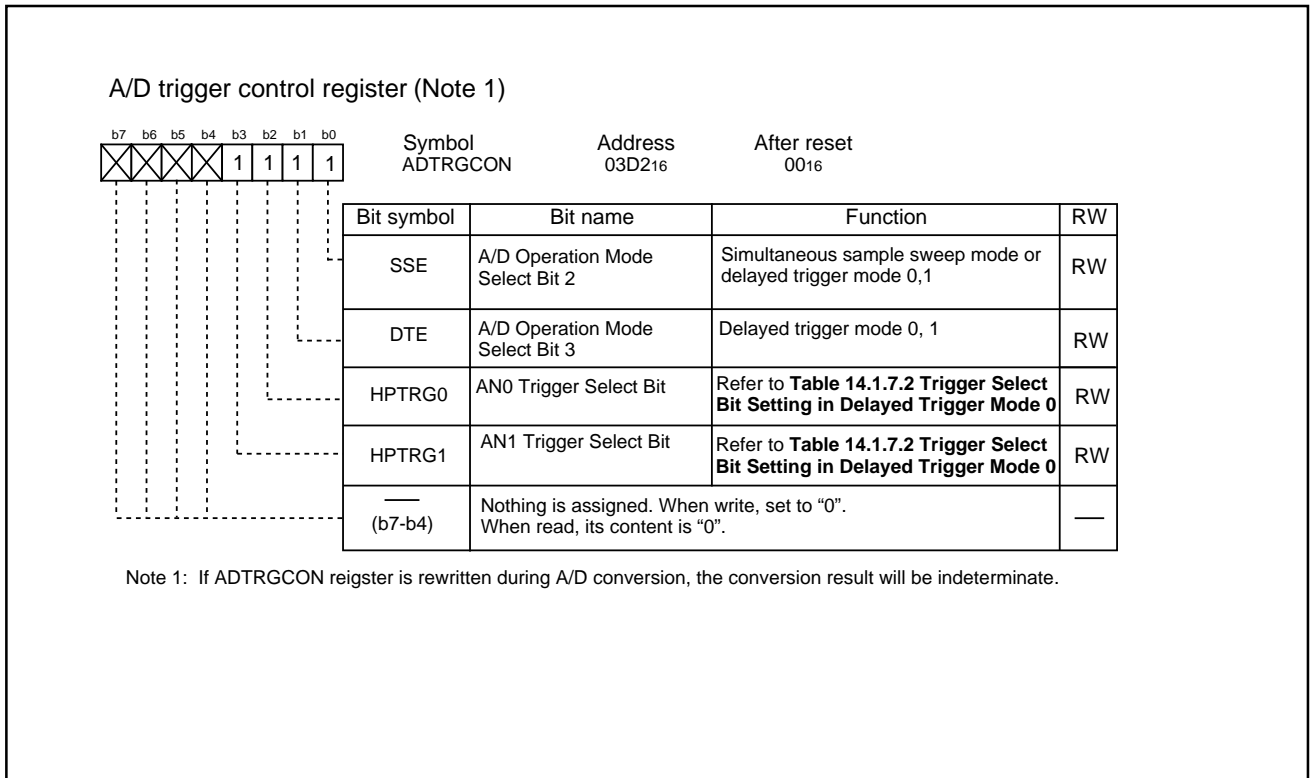 A/D trigger control register (Note 1)
b7 b6 b5 b4 b3 b2 b1 b0
1 1 1 1
Symbol Address After reset
ADTRGCON 03D216 0016
Bit symbol Bit name Function RW
SSE A/D Operation Mode Select Bit 2 Simultaneous sample sweep mode or delayed trigger mode 0,1 RW
DTE A/D Operation Mode Select Bit 3 Delayed trigger mode 0, 1 RW
HPTRG0 AN0 Trigger Select Bit Refer to Table 14.1.7.2 Trigger Select Bit Setting in Delayed Trigger Mode 0 RW
HPTRG1 AN1 Trigger Select Bit Refer to Table 14.1.7.2 Trigger Select Bit Setting in Delayed Trigger Mode 0 RW
(b7-b4) Nothing is assigned. When write, set to “0”. When read, its content is “0”.
Note 1: If ADTRGCON reigster is rewritten during A/D conversion, the conversion result will be indeterminate.